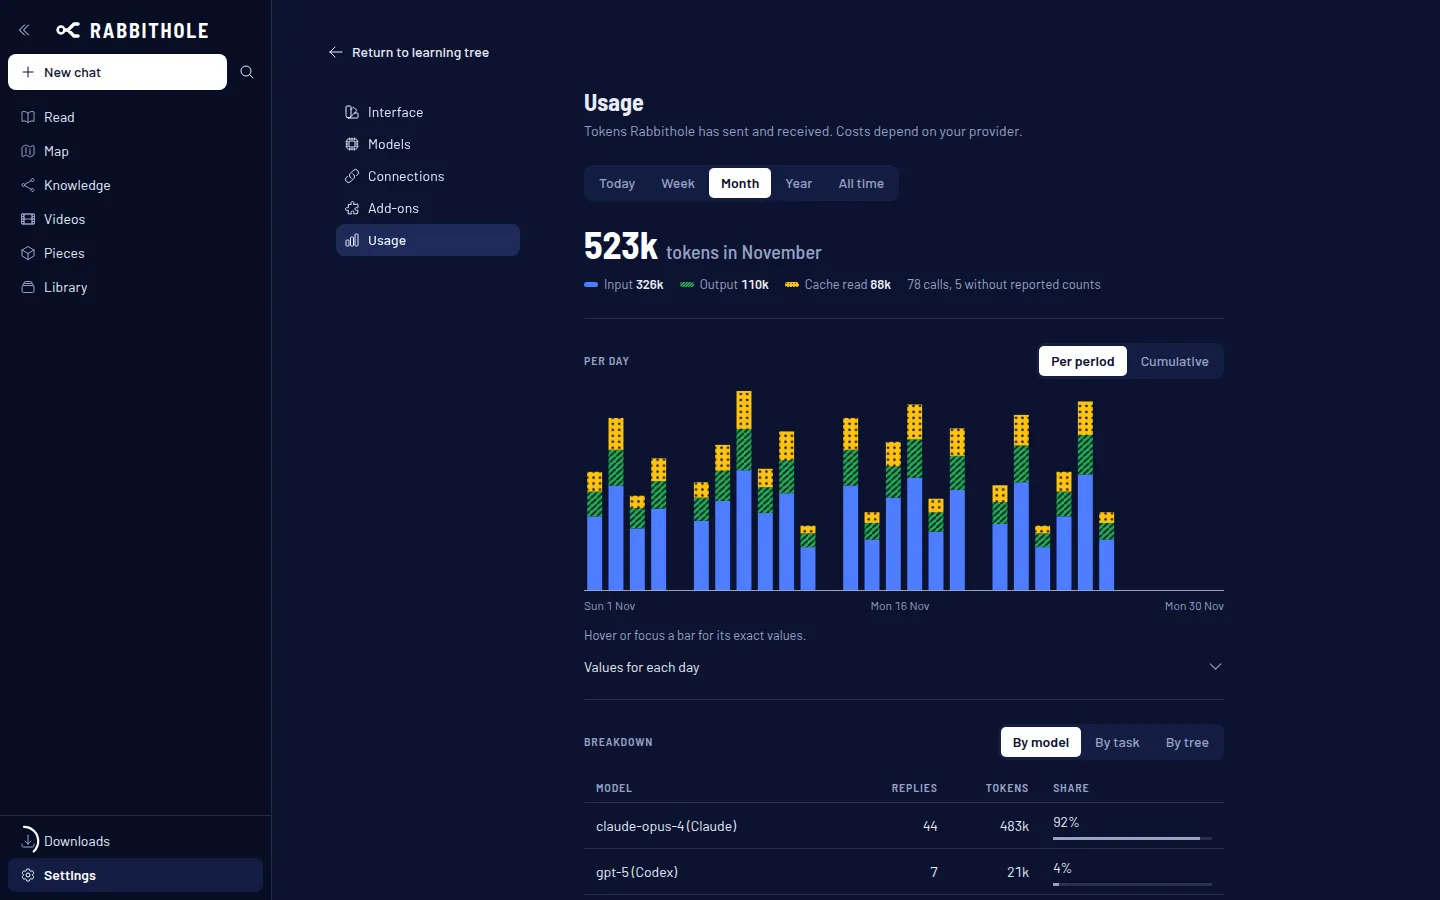 RABBITHOLE
New chat
Read
Map
Knowledge
Videos
Pieces
Library
Downloads
Settings
Return to learning tree
Interface
Models
Connections
Add-ons
Usage
Usage
Tokens Rabbithole has sent and received. Costs depend on your provider.
Today Week Month Year All time
523k tokens in November
Input 326k Output 110k Cache read 88k 78 calls, 5 without reported counts
PER DAY Per period Cumulative
Sun 1 Nov Mon 16 Nov Mon 30 Nov
Hover or focus a bar for its exact values.
Values for each day
BREAKDOWN By model By task By tree
MODEL REPLIES TOKENS SHARE
claude-opus-4 (Claude) 44 483k 92%
gpt-5 (Codex) 7 21k 4%